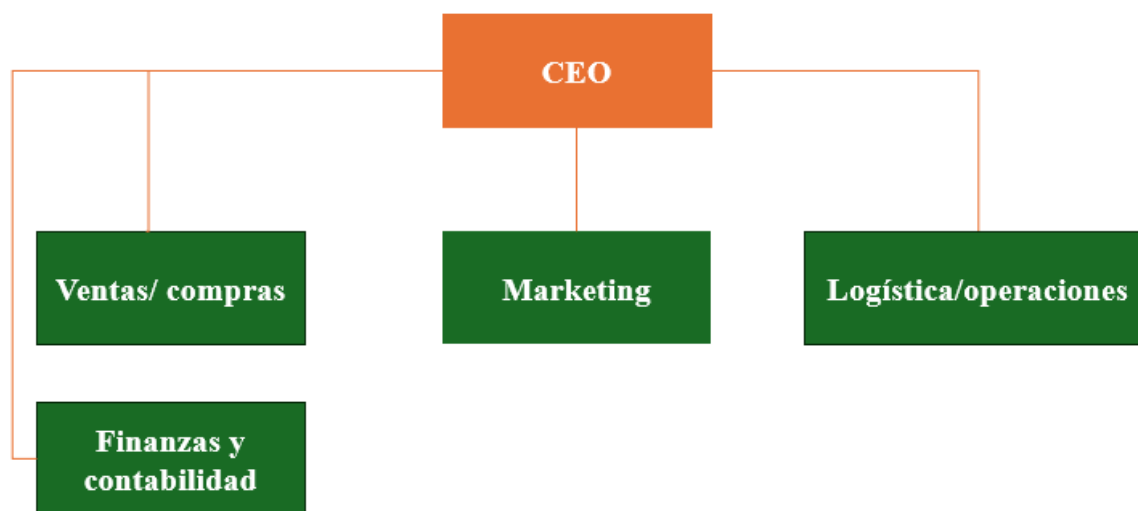 CEO
Ventas/ compras
Marketing
Logística/operaciones
Finanzas y
contabilidad